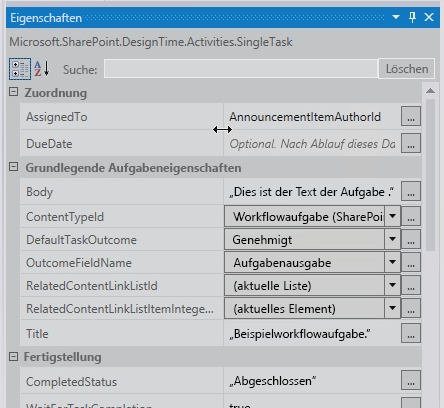 Eigenschaften
Microsoft.SharePoint.DesignTime.Activities.SingleTask
Suche: Löschen
Zuordnung
AssignedTo AnnouncementItemAuthorId ...
DueDate Optional. Nach Ablauf dieses Da ...
Grundlegende Aufgabeneigenschaften
Body „Dies ist der Text der Aufgabe .“ ...
ContentTypeId Workflowaufgabe (SharePoi ...
DefaultTaskOutcome Genehmigt ...
OutcomeFieldName Aufgabenausgabe ...
RelatedContentLinkListId (aktuelle Liste) ...
RelatedContentLinkListItemIntege... (aktuelles Element) ...
Title „Beispielworkflowaufgabe.“ ...
Fertigstellung
CompletedStatus „Abgeschlossen“ ...
WaitForTaskCompletion true